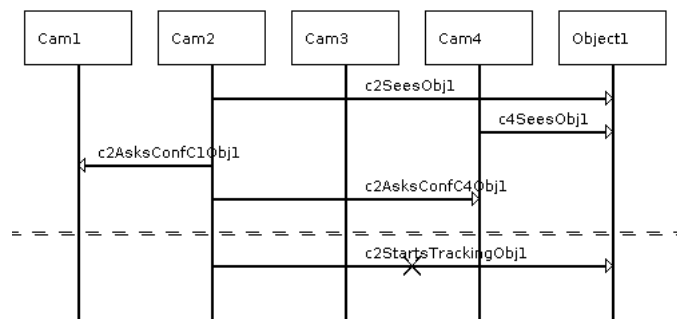 Cam1 Cam2 Cam3 Cam4 Object1
c2SeesObj1
c4SeesObj1
c2AsksConfC1Obj1
c2AsksConfC4Obj1
c2StartsTrackingObj1